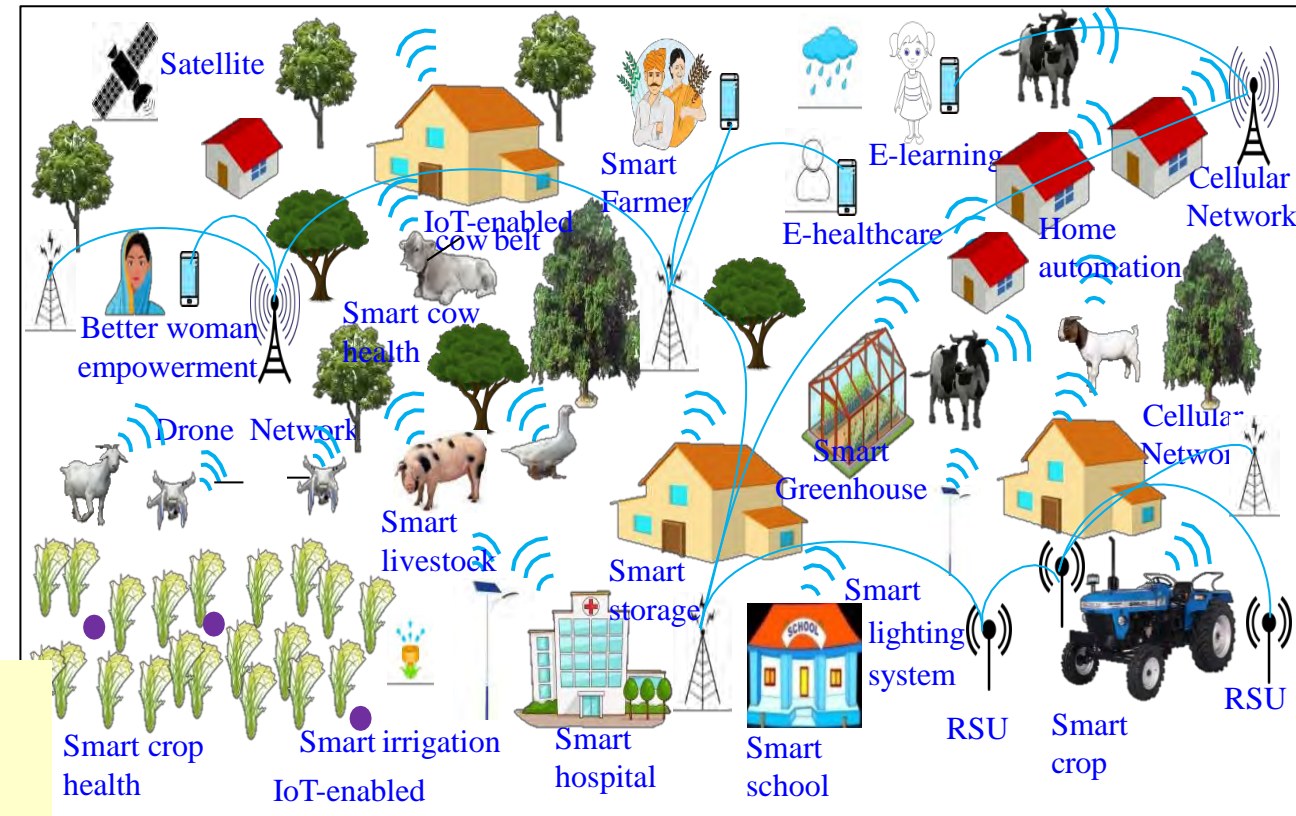 Satellite
Smart
Farmer
E-learning
Cellular
Network
E-healthcare
Home
automation
IoT-enabled
cow belt
Better woman
empowerment
Smart cow
health
Drone Network
Smart
livestock
Smart
Greenhouse
Cellular
Networ
Smart
storage
SCHOOL
Smart
lighting
system
RSU
RSU
Smart crop
health
Smart irrigation
IoT-enabled
Smart
hospital
Smart
school
Smart
crop